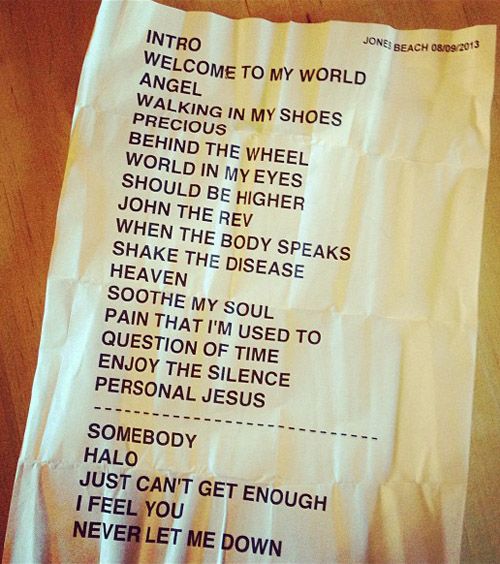 JONES BEACH 08/09/2013
INTRO
WELCOME TO MY WORLD
ANGEL
WALKING IN MY SHOES
PRECIOUS
BEHIND THE WHEEL
WORLD IN MY EYES
SHOULD BE HIGHER
JOHN THE REV
WHEN THE BODY SPEAKS
SHAKE THE DISEASE
HEAVEN
SOOTHE MY SOUL
PAIN THAT I'M USED TO
QUESTION OF TIME
ENJOY THE SILENCE
PERSONAL JESUS
----------------------------
SOMEBODY
HALO
JUST CAN'T GET ENOUGH
I FEEL YOU
NEVER LET ME DOWN